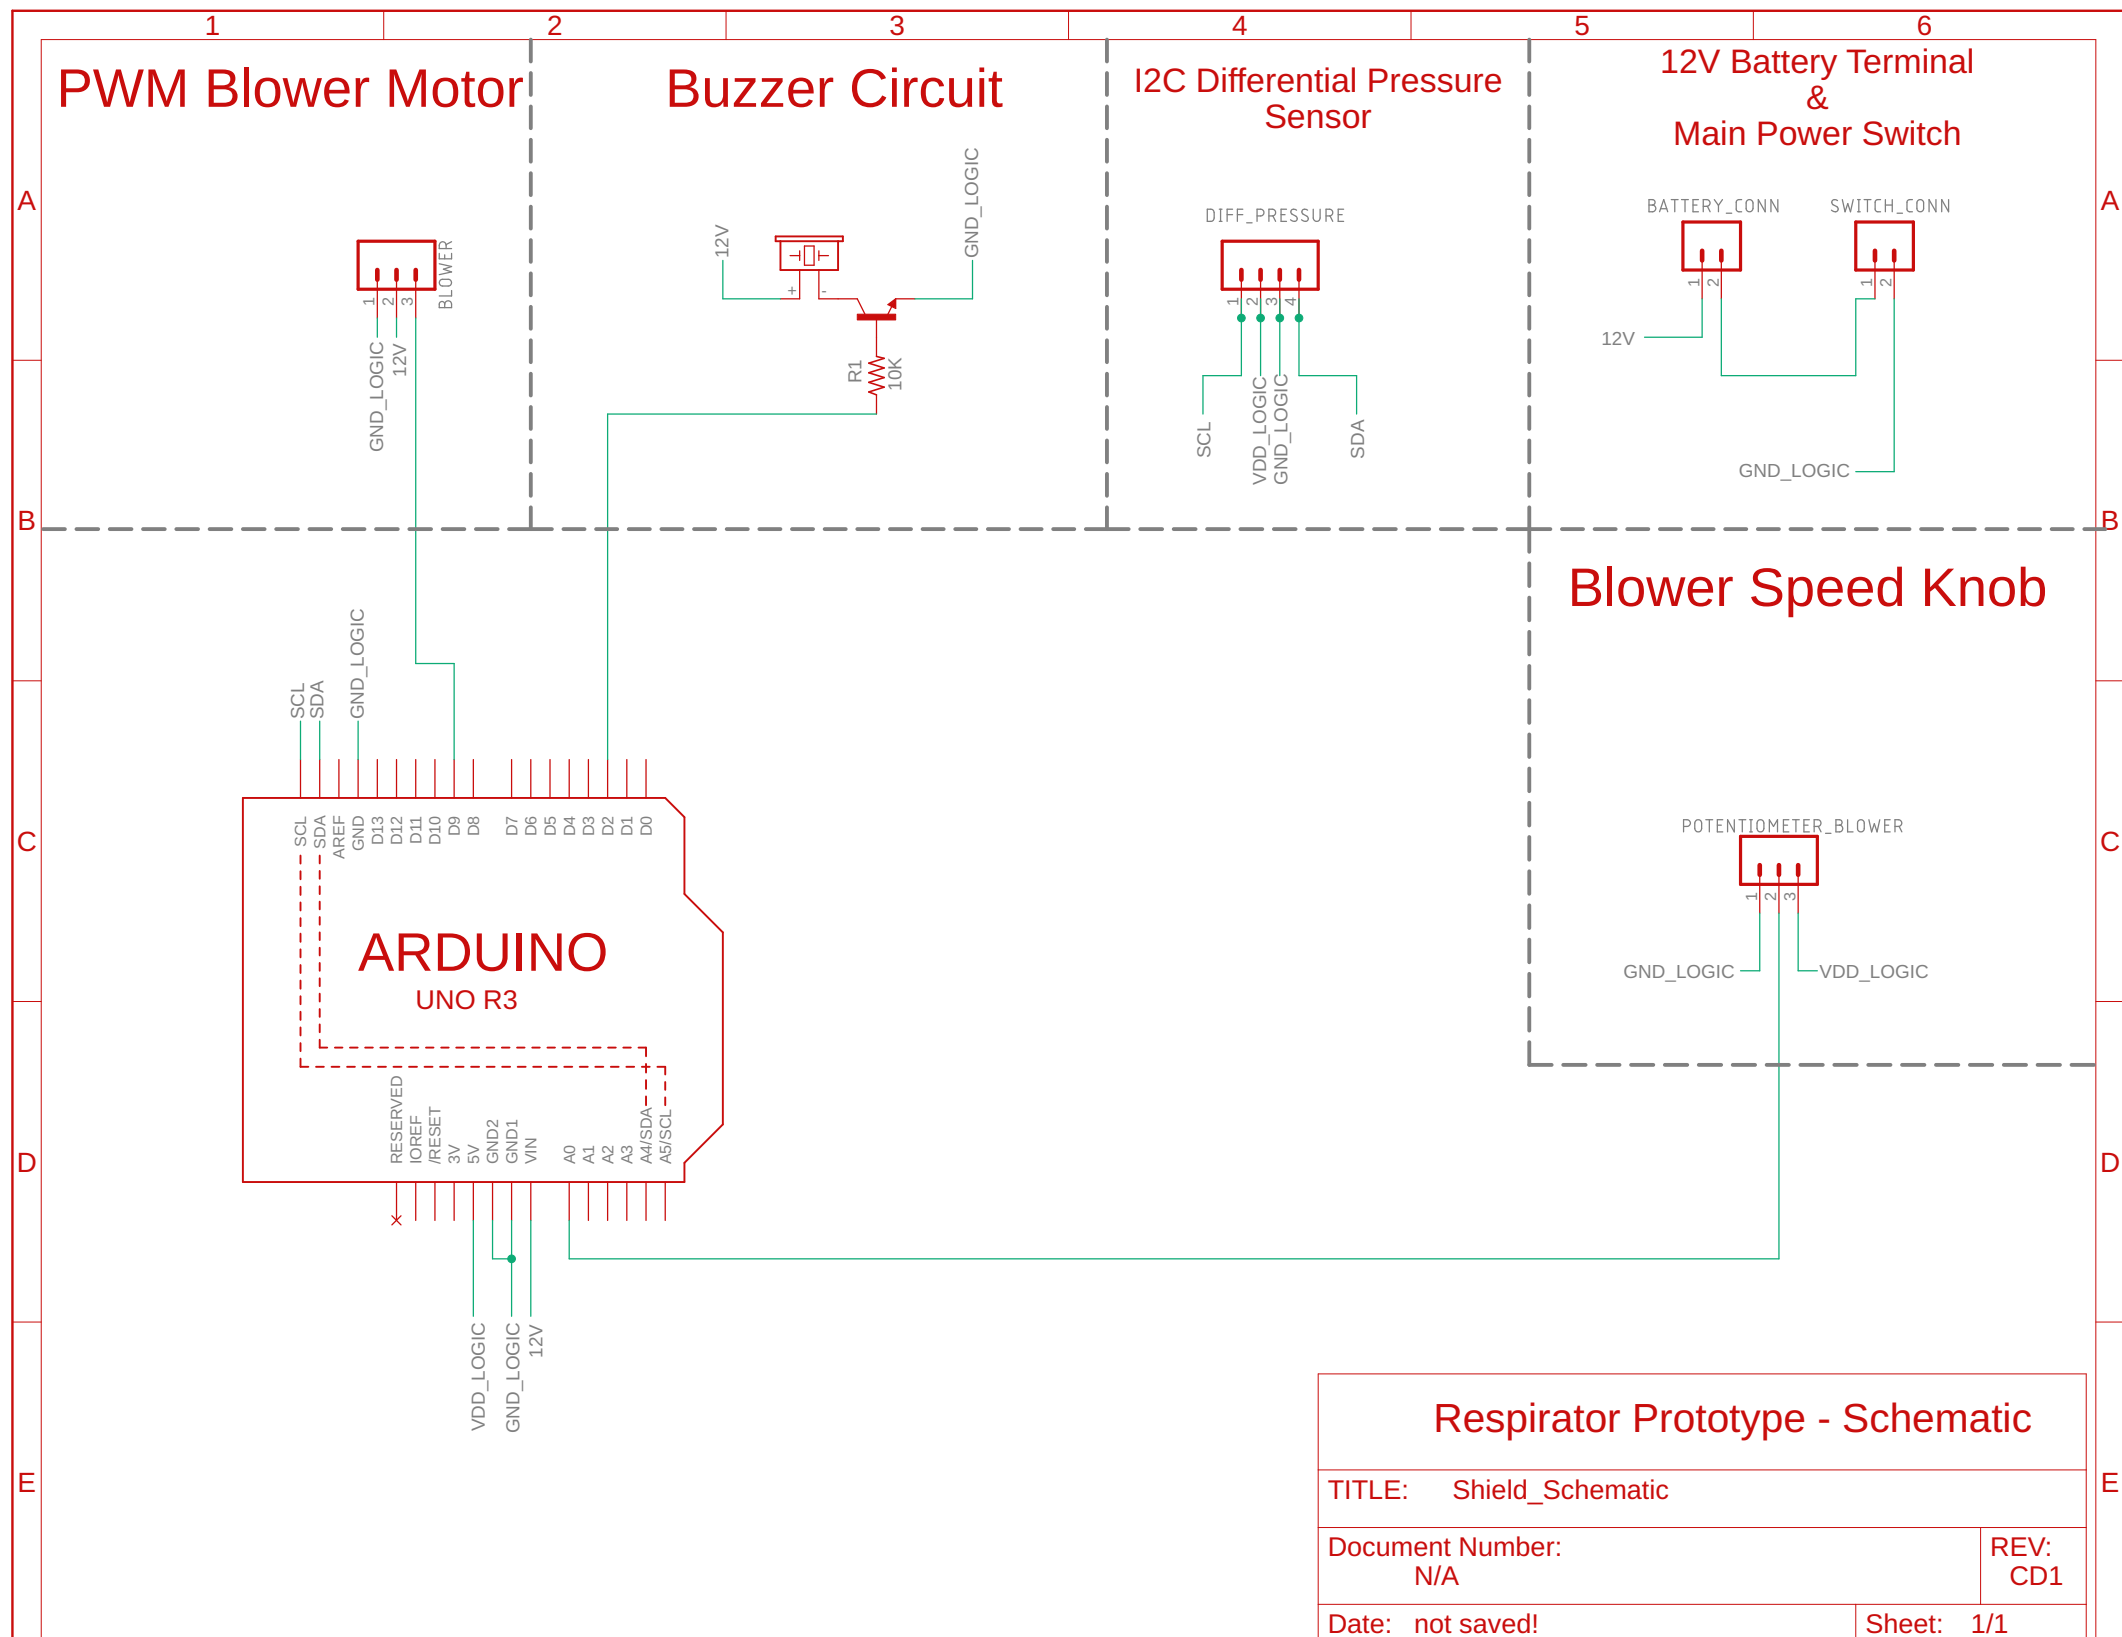 1 2 3 4 5 6
PWM Blower Motor
Buzzer Circuit
I2C Differential Pressure
Sensor
12V Battery Terminal
&
Main Power Switch
A
A
BLOWER
1
2
3
GND_LOGIC
12V
12V
GND_LOGIC
+
-
R1
10K
DIFF_PRESSURE
1
2
3
4
SCL
VDD_LOGIC
GND_LOGIC
SDA
BATTERY_CONN
SWITCH_CONN
1
2
1
2
12V
GND_LOGIC
B
B
Blower Speed Knob
SCL
SDA
GND_LOGIC
C
C
SCL
SDA
AREF
GND
D13
D12
D11
D10
D9
D8
D7
D6
D5
D4
D3
D2
D1
D0
POTENTIOMETER_BLOWER
1
2
3
GND_LOGIC
VDD_LOGIC
ARDUINO
UNO R3
D
D
RESERVED
IOREF
/RESET
3V
5V
GND2
GND1
VIN
A0
A1
A2
A3
A4/SDA
A5/SCL
VDD_LOGIC
GND_LOGIC
12V
E
E
Respirator Prototype - Schematic
TITLE: Shield_Schematic
Document Number:
N/A
REV:
CD1
Date: not saved!
Sheet: 1/1